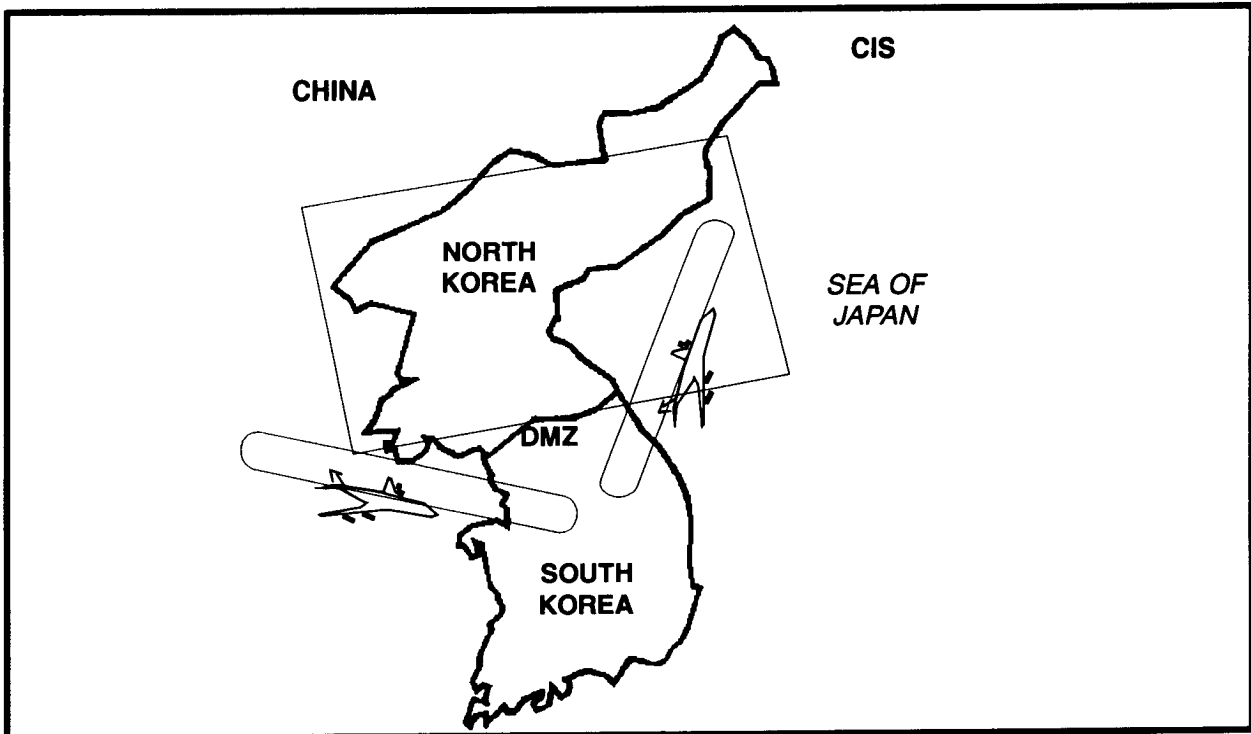 CIS
CHINA
NORTH
KOREA
SEA OF
JAPAN
DMZ
SOUTH
KOREA